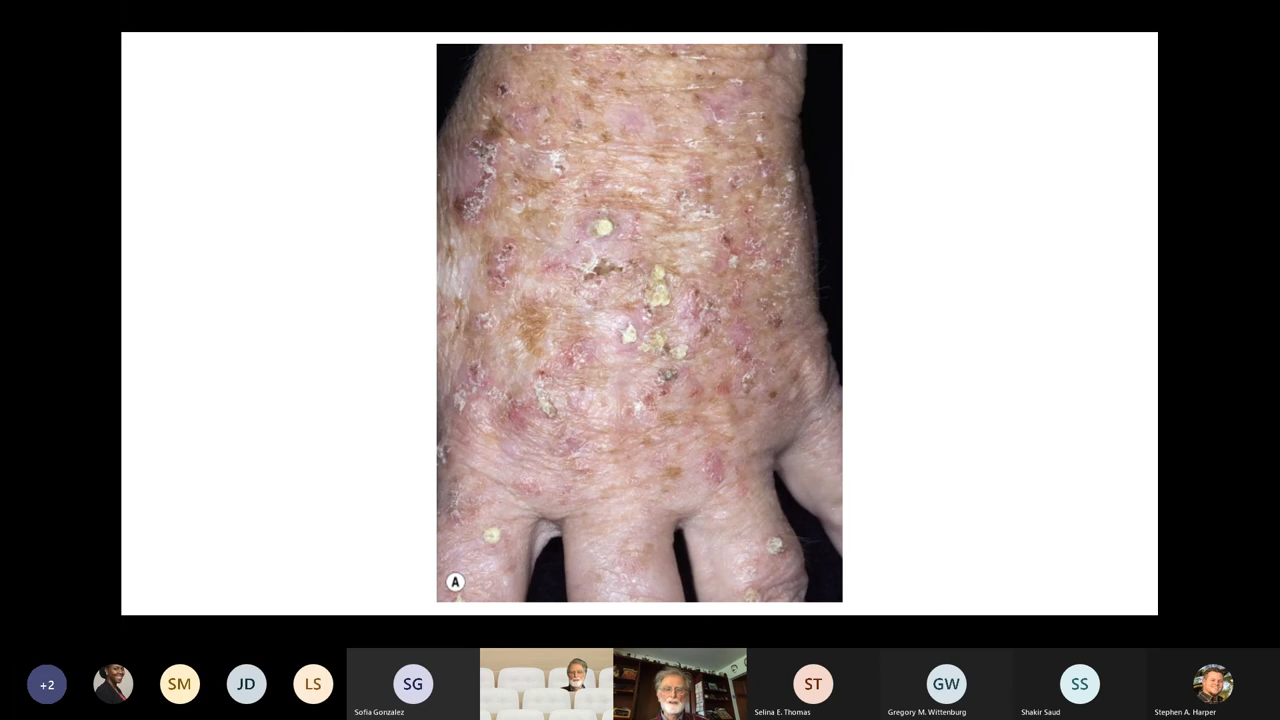 A
+2
SM
JD
LS
SG
ST
GW
SS
Sofia Gonzalez
Selina E. Thomas
Gregory M. Wittenburg
Shakir Saud
Stephen A. Harper